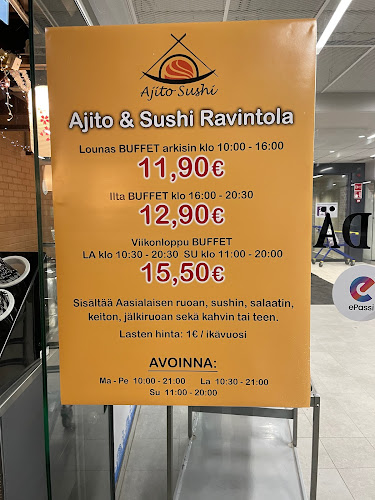 Ajito Sushi
Ajito & Sushi Ravintola
Lounas BUFFET arkisin klo 10:00 - 16:00
11,90€
Ilta BUFFET klo 16:00 - 20:30
12,90€
Viikonloppu BUFFET
LA klo 10:30 - 20:30 SU klo 11:00 - 20:00
15,50€
Sisältää Aasialaisen ruoan, sushin, salaatin,
keiton, jälkiruoan sekä kahvin tai teen.
Lasten hinta: 1€ / ikävuosi
AVOINNA:
Ma - Pe 10:00 - 21:00 La 10:30 - 21:00
Su 11:00 - 20:00
DA
ePassi